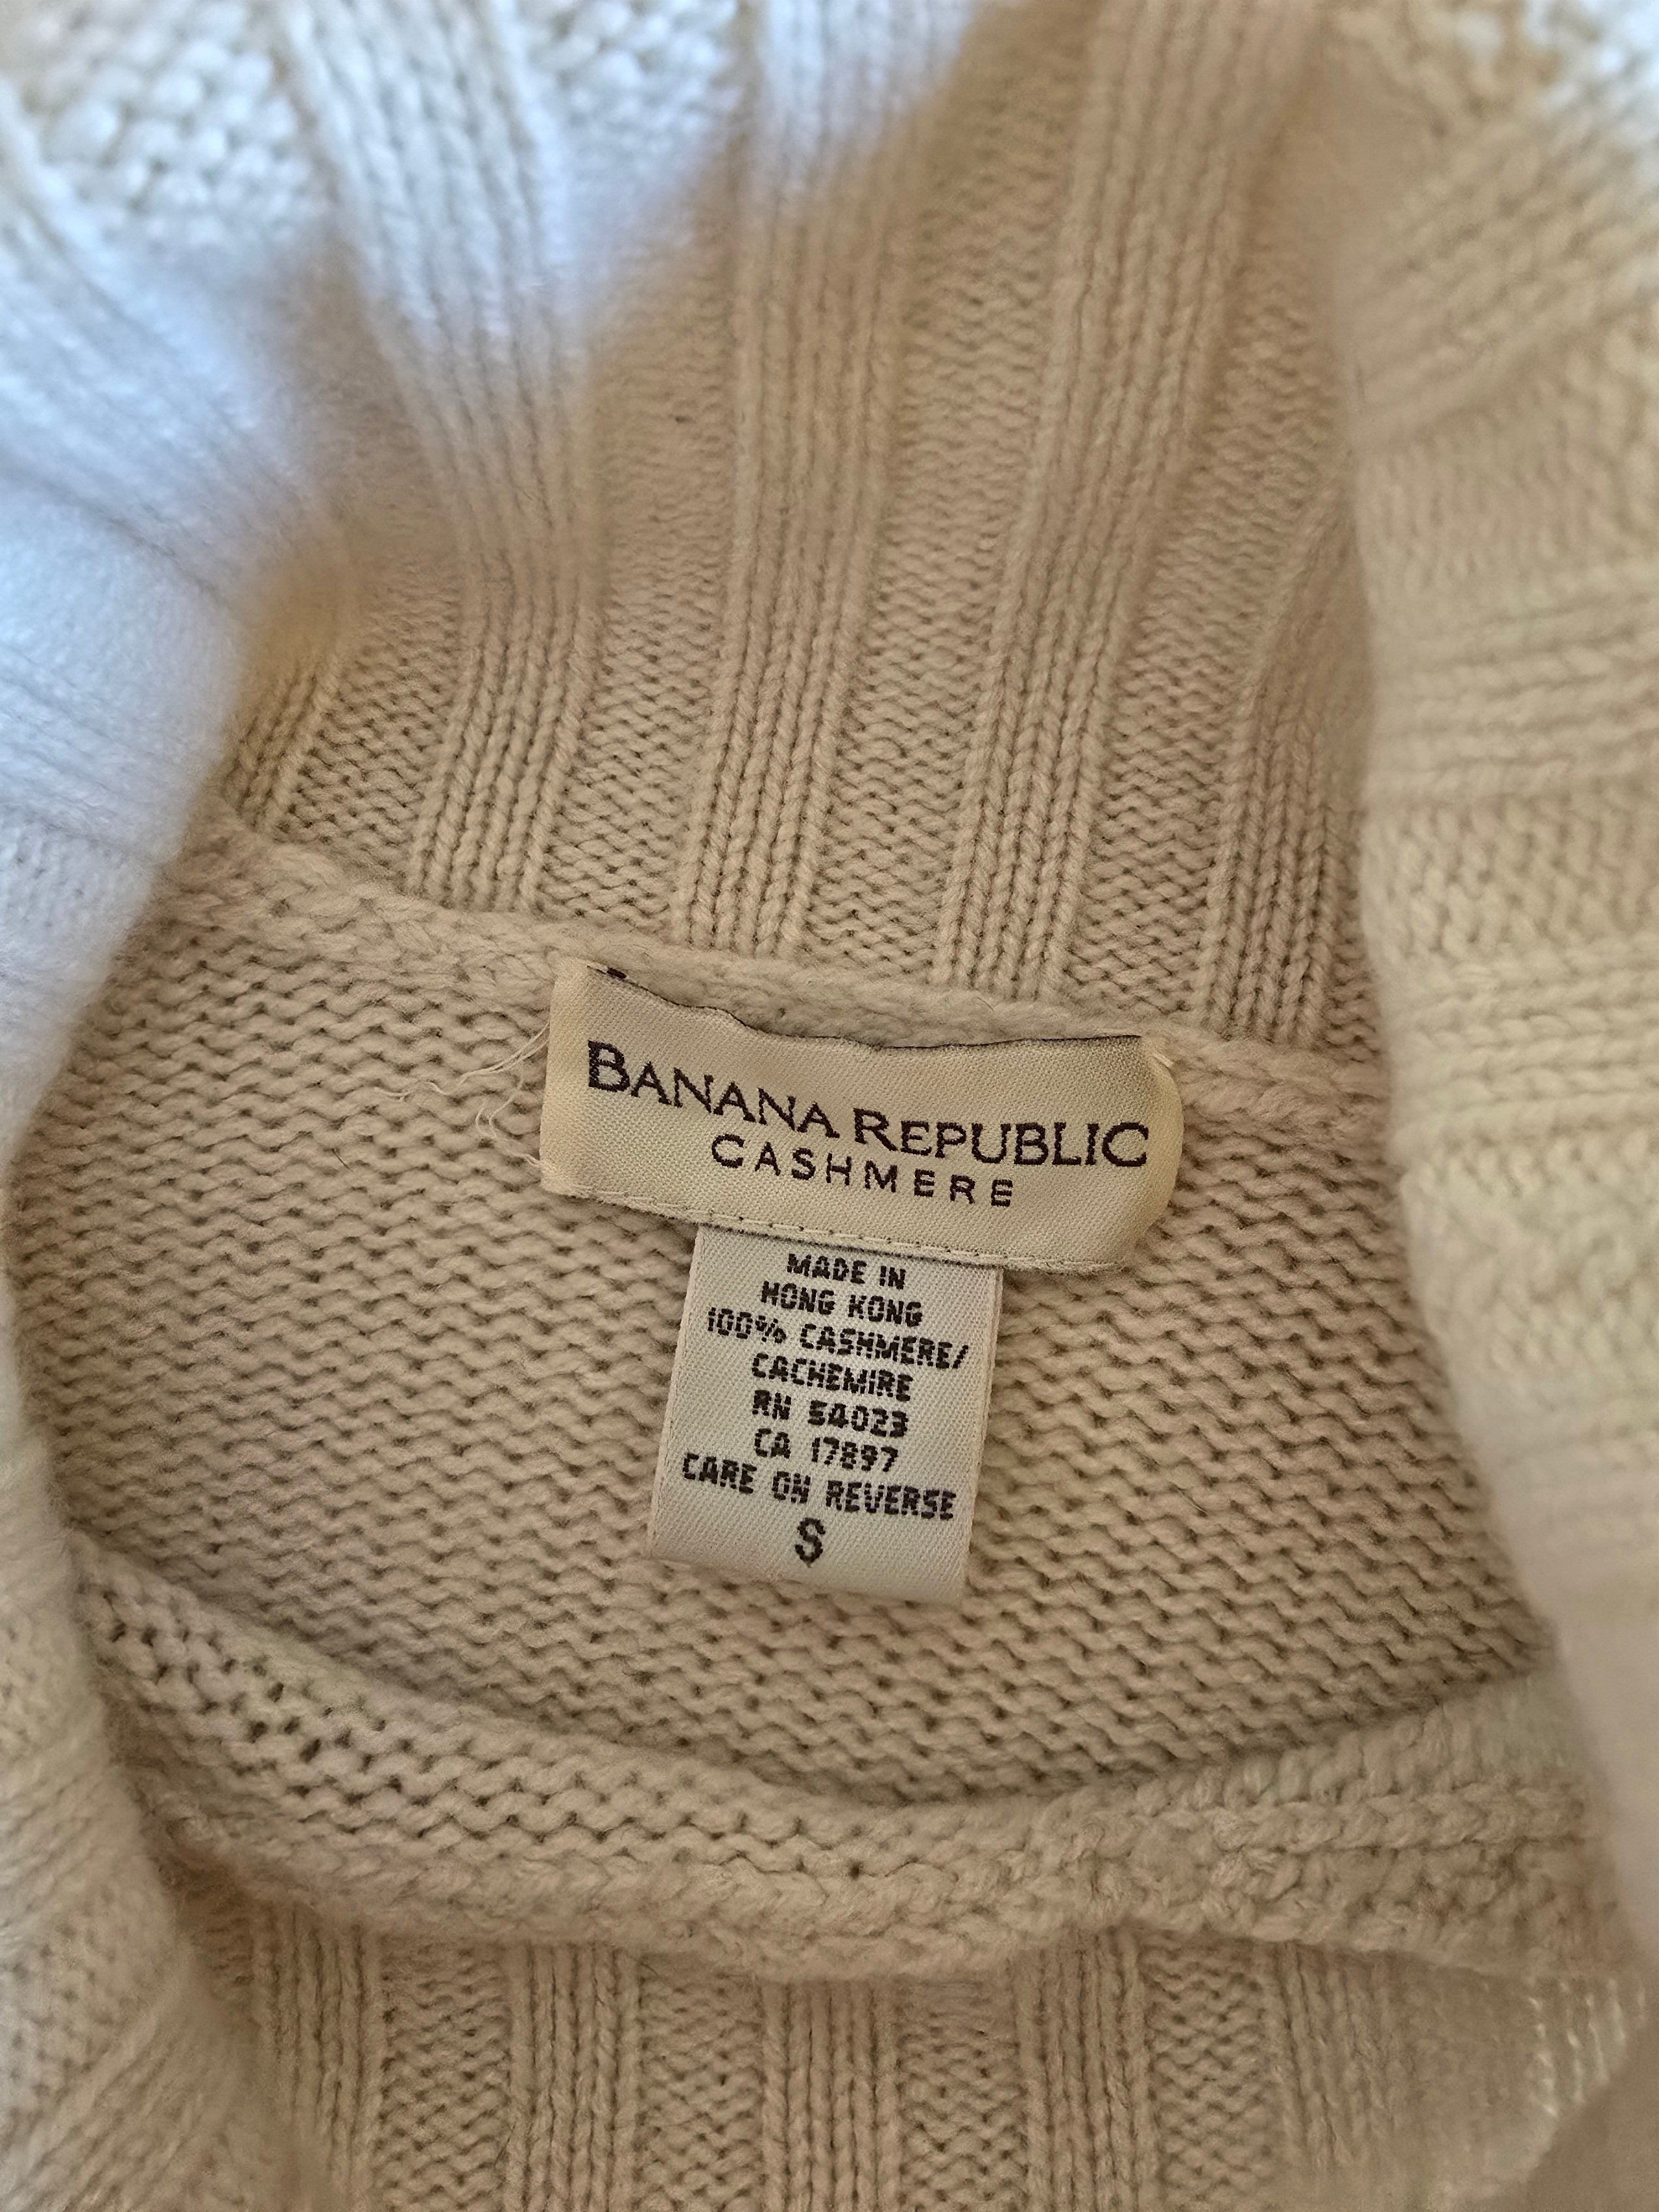 BANANA REPUBLIC
CASHMERE
MADE IN
HONG KONG
100% CASHMERE/
CACHEMIRE
RN 54023
CA 17897
CARE ON REVERSE
S